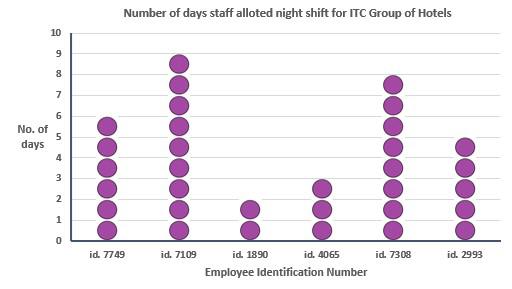 Number of days staff alloted night shift for ITC Group of Hotels
10
9
8
7
6
5
4
3
2
1
0
No. of
days
id. 7749 id. 7109 id. 1890 id. 4065 id. 7308 id. 2993
Employee Identification Number